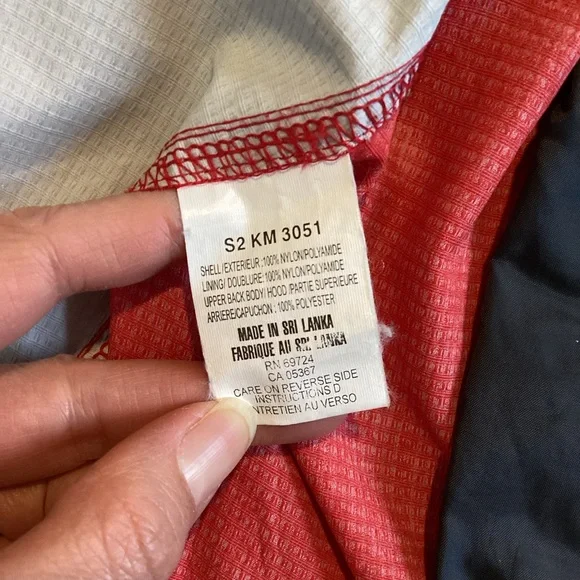 S2 KM 3051
SHELL/EXTERIEUR:100% NYLON/POLYAMIDE
LINING/ DOUBLURE:100% NYLON/POLYAMIDE
UPPER BACK BODY/ HOOD /PARTIE SUPERIEURE
ARRIERE/CAPUCHON : 100% POLYESTER
MADE IN SRI LANKA
FABRIQUE AU SRI LANKA
RN 69724
CA 05367
CARE ON REVERSE SIDE
INSTRUCTIONS D
ENTRETIEN AU VERSO